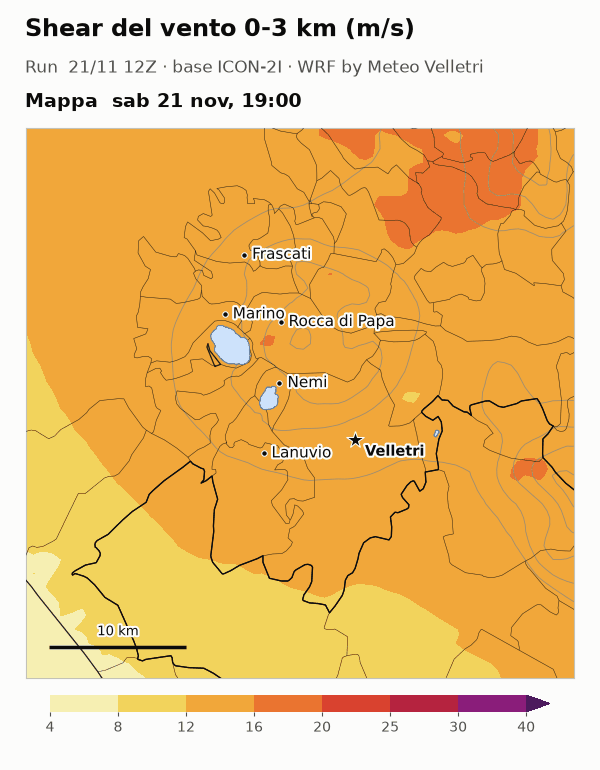 Shear del vento 0-3 km (m/s)
Run  21/11 12Z · base ICON-2I · WRF by Meteo Velletri
Mappa  sab 21 nov, 19:00
Frascati
Marino
Rocca di Papa
Nemi
Velletri
Lanuvio
10 km
4 8 12 16 20 25 30 40